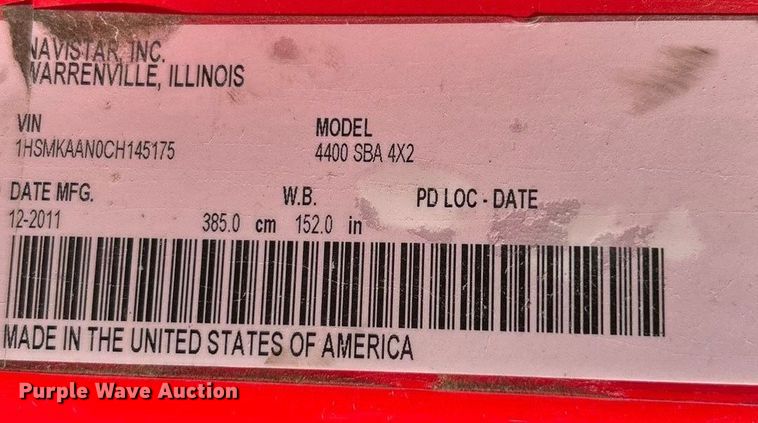 NAVISTAR, INC.
WARRENVILLE, ILLINOIS
VIN MODEL
1HSMKAAN0CH145175 4400 SBA 4X2
DATE MFG. W.B. PD LOC - DATE
12-2011 385.0 cm 152.0 in
MADE IN THE UNITED STATES OF AMERICA
Purple Wave Auction